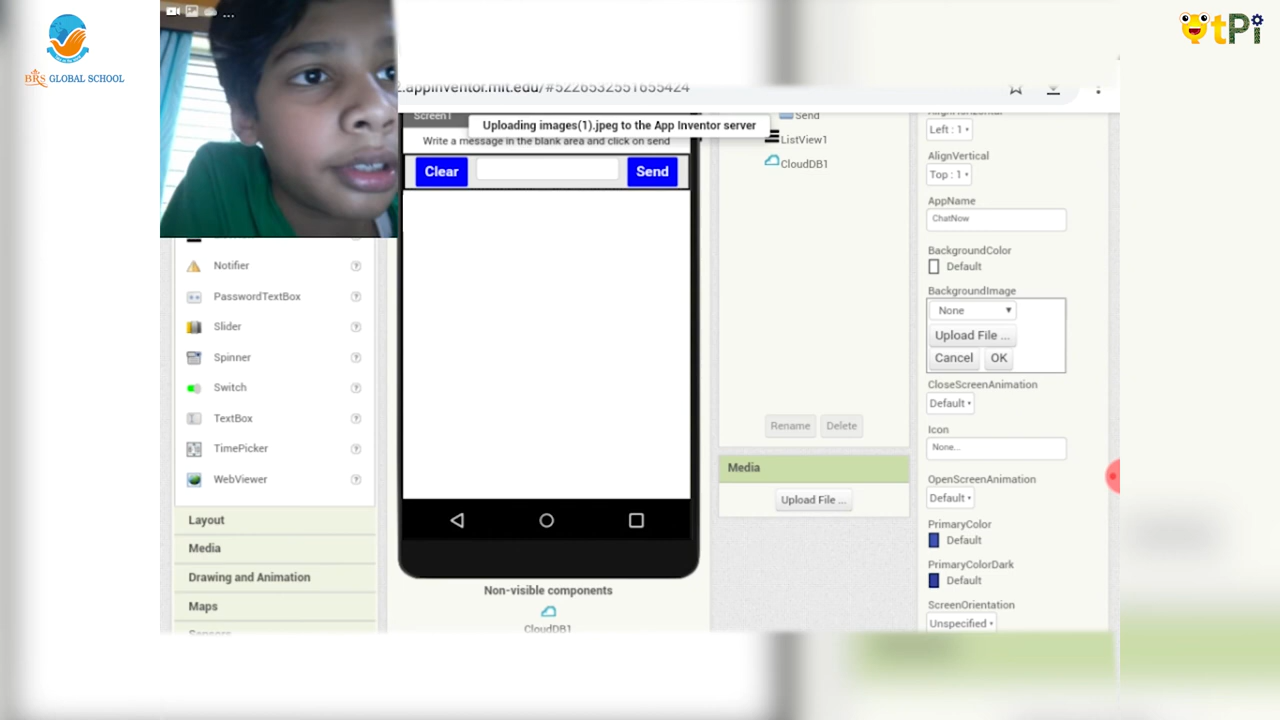 BRS GLOBAL SCHOOL
utPi
2.appinventor.mit.edu/#5226532551655424
Screen1
Uploading images(1).jpeg to the App Inventor server
Write a message in the blank area and click on send
Clear
Send
Notifier
PasswordTextBox
Slider
Spinner
Switch
TextBox
TimePicker
WebViewer
Layout
Media
Drawing and Animation
Maps
Sensors
Non-visible components
CloudDB1
Send
ListView1
CloudDB1
Rename
Delete
Media
Upload File ...
AlignHorizontal
Left : 1
AlignVertical
Top : 1
AppName
ChatNow
BackgroundColor
Default
BackgroundImage
None
Upload File ...
Cancel OK
CloseScreenAnimation
Default
Icon
None...
OpenScreenAnimation
Default
PrimaryColor
Default
PrimaryColorDark
Default
ScreenOrientation
Unspecified